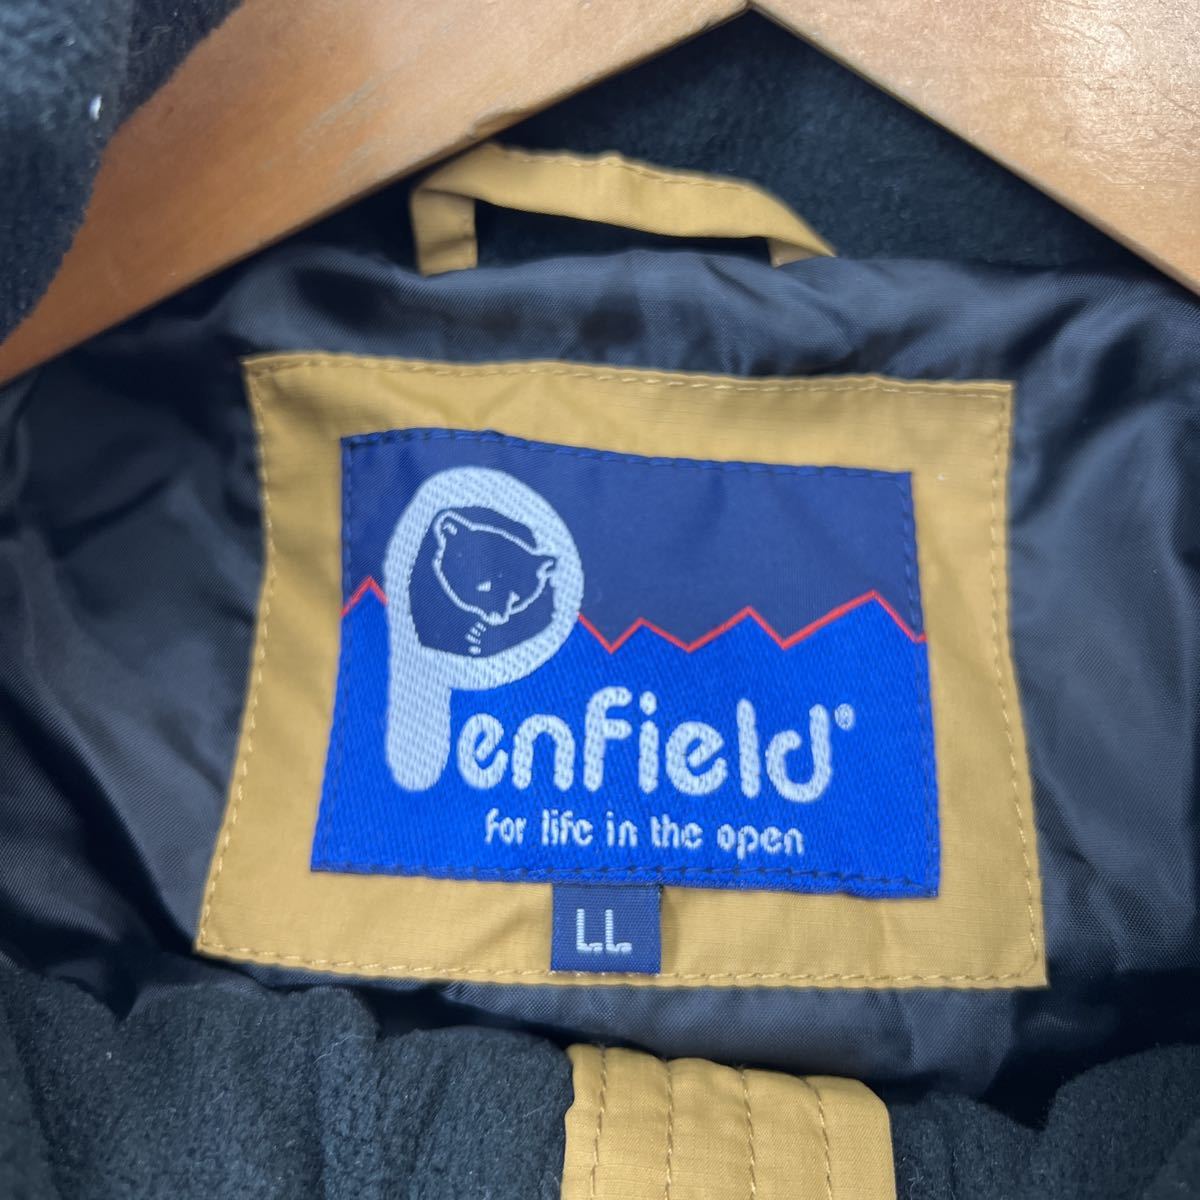 Penfield®
for life in the open
LL